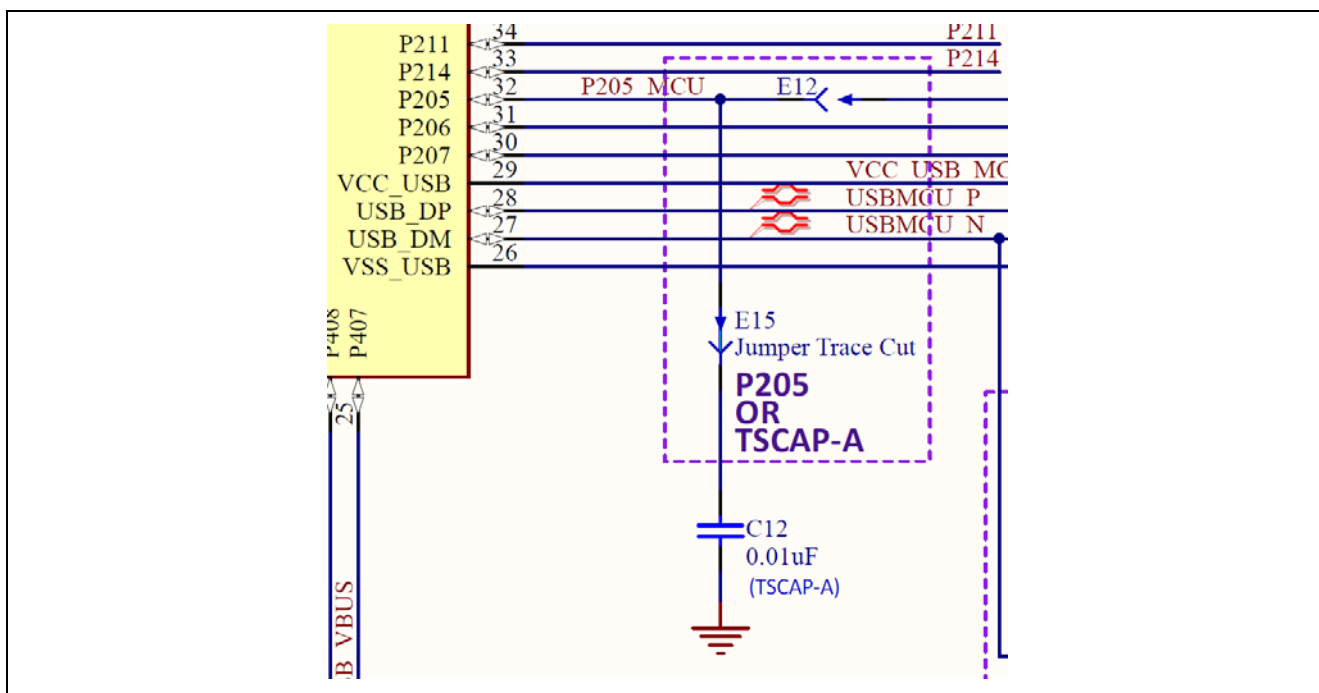 34
P211
P211
33
P214
P214
32
P205
P205_MCU
E12
31
P206
30
P207
29
VCC_USB
VCC_USB_MC
28
USB_DP
USBMCU_P
27
USB_DM
USBMCU_N
26
VSS_USB
P408
P407
25
E15
Jumper Trace Cut
P205
OR
TSCAP-A
C12
0.01uF
(TSCAP-A)
B_VBUS